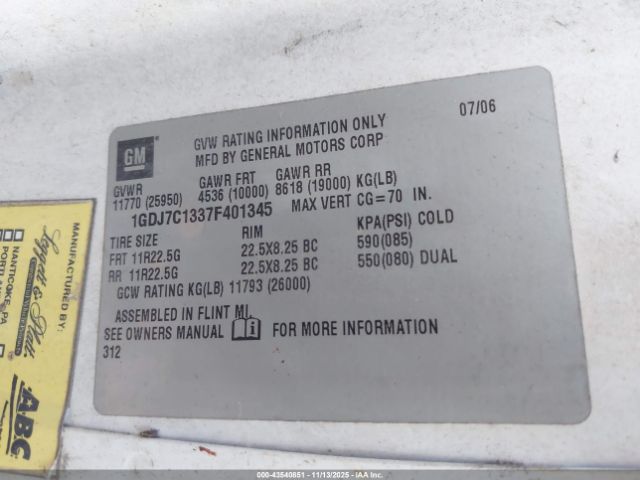 07/06
GM
GVW RATING INFORMATION ONLY
MFD BY GENERAL MOTORS CORP
GVWR GAWR FRT GAWR RR
11770 (25950) 4536 (10000) 8618 (19000) KG(LB)
1GDJ7C1337F401345 MAX VERT CG=70 IN.
TIRE SIZE RIM KPA(PSI) COLD
FRT 11R22.5G 22.5X8.25 BC 590(085)
RR 11R22.5G 22.5X8.25 BC 550(080) DUAL
GCW RATING KG(LB) 11793 (26000)
ASSEMBLED IN FLINT MI.
SEE OWNERS MANUAL i FOR MORE INFORMATION
312
MANUFACTURED BY:
Leggett & Platt
NANTICOKE, PA
ABC
000-43540851 - 11/13/2025 - IAAI.COM